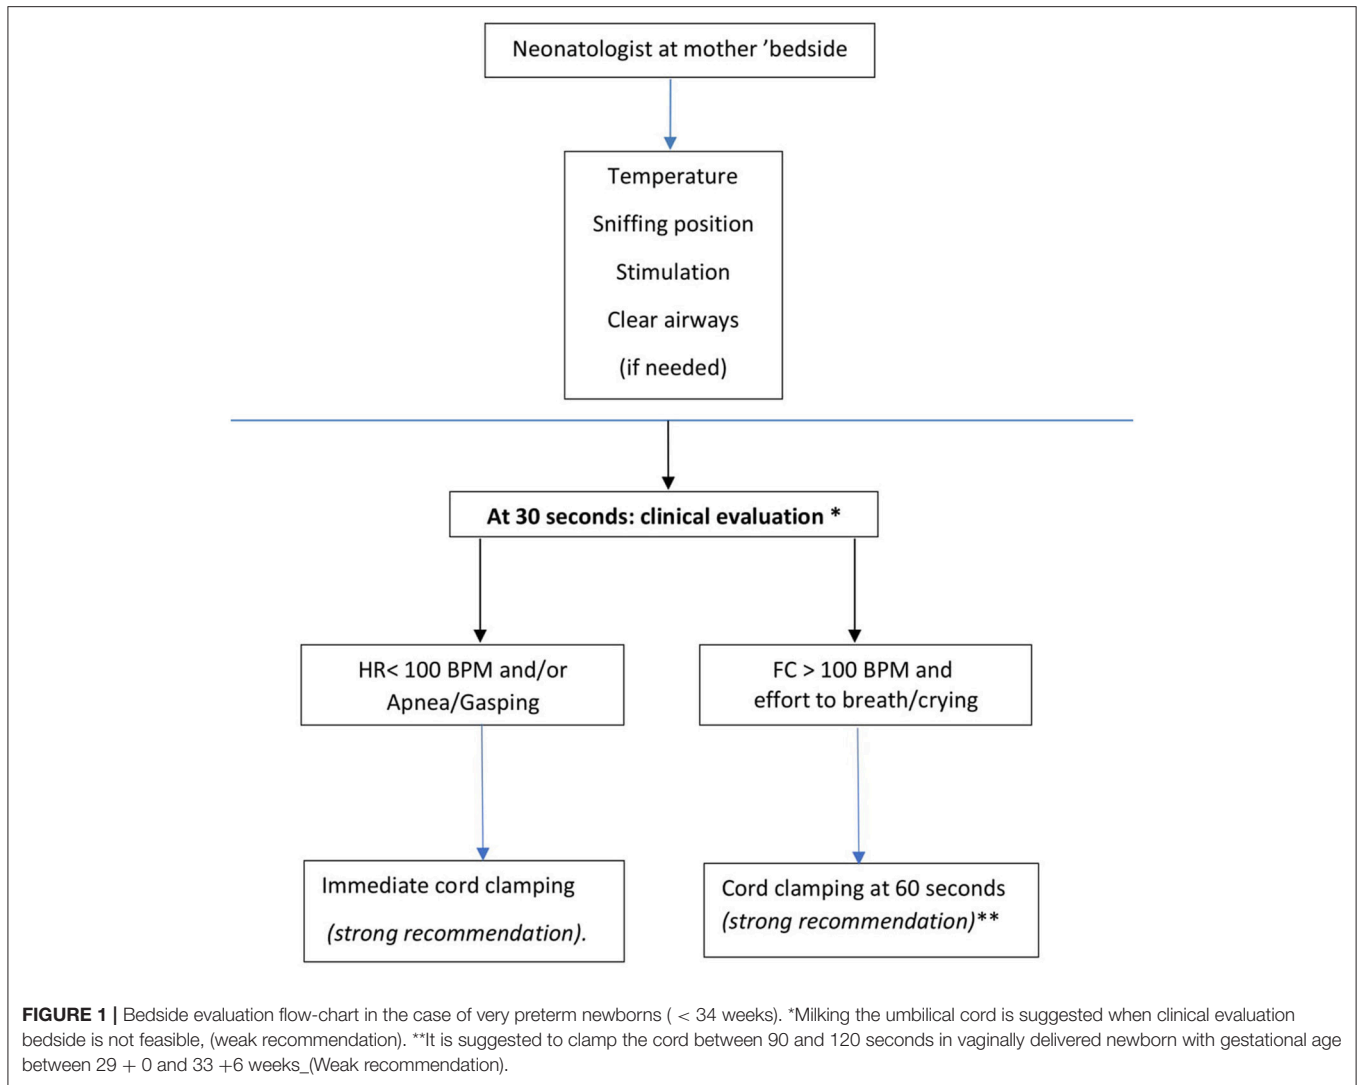 Neonatologist at mother 'bedside
Temperature
Sniffing position
Stimulation
Clear airways
(if needed)
At 30 seconds: clinical evaluation *
HR< 100 BPM and/or
Apnea/Gasping
FC > 100 BPM and
effort to breath/crying
Immediate cord clamping
(strong recommendation).
Cord clamping at 60 seconds
(strong recommendation)**
FIGURE 1 | Bedside evaluation flow-chart in the case of very preterm newborns ( < 34 weeks). *Milking the umbilical cord is suggested when clinical evaluation
bedside is not feasible, (weak recommendation). **It is suggested to clamp the cord between 90 and 120 seconds in vaginally delivered newborn with gestational age
between 29 + 0 and 33 +6 weeks_(Weak recommendation).